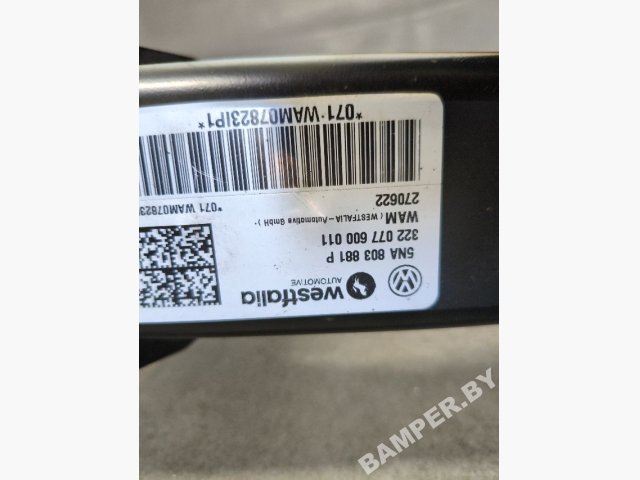 Westfalia
AUTOMOTIVE
5NA 803 881 P
322 077 600 011
WAM (WESTFALIA-Automotive GmbH)
270622
*071 WAM07823IP1*
*071 WAM07823
BAMPER.BY